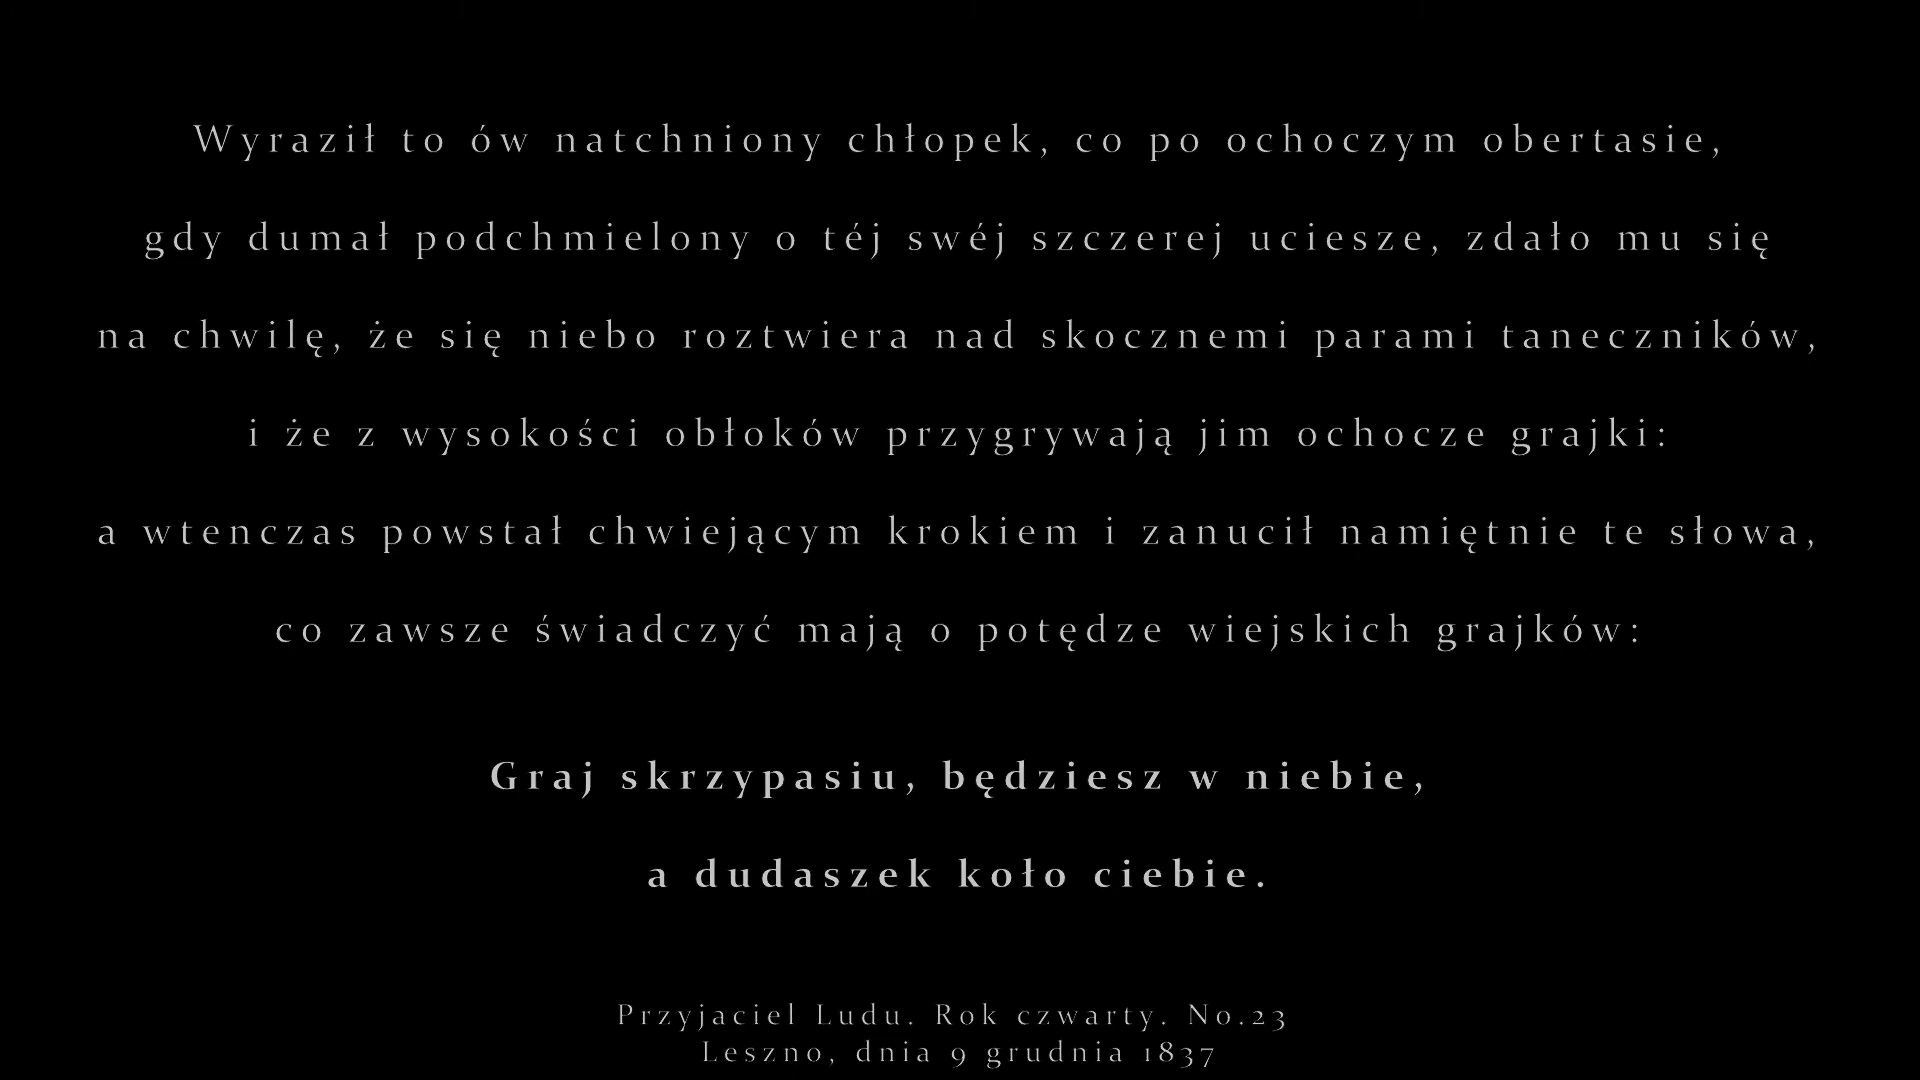 Wyraził to ów natchniony chłopek, co po ochoczym obertasie,
gdy dumał podchmielony o téj swéj szczerej uciesze, zdało mu się
na chwilę, że się niebo roztwiera nad skocznemi parami taneczników,
i że z wysokości obłoków przygrywają jim ochocze grajki:
a wtenczas powstał chwiejącym krokiem i zanucił namiętnie te słowa,
co zawsze świadczyć mają o potędze wiejskich grajków:
Graj skrzypasiu, będziesz w niebie,
a dudaszek koło ciebie.
Przyjaciel Ludu. Rok czwarty. No.23
Leszno, dnia 9 grudnia 1837